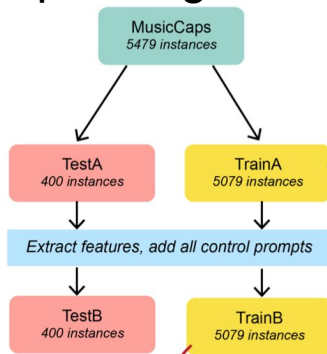 MusicCaps
5479 instances
TestA
400 instances
TrainA
5079 instances
Extract features, add all control prompts
TestB
400 instances
TrainB
5079 instances